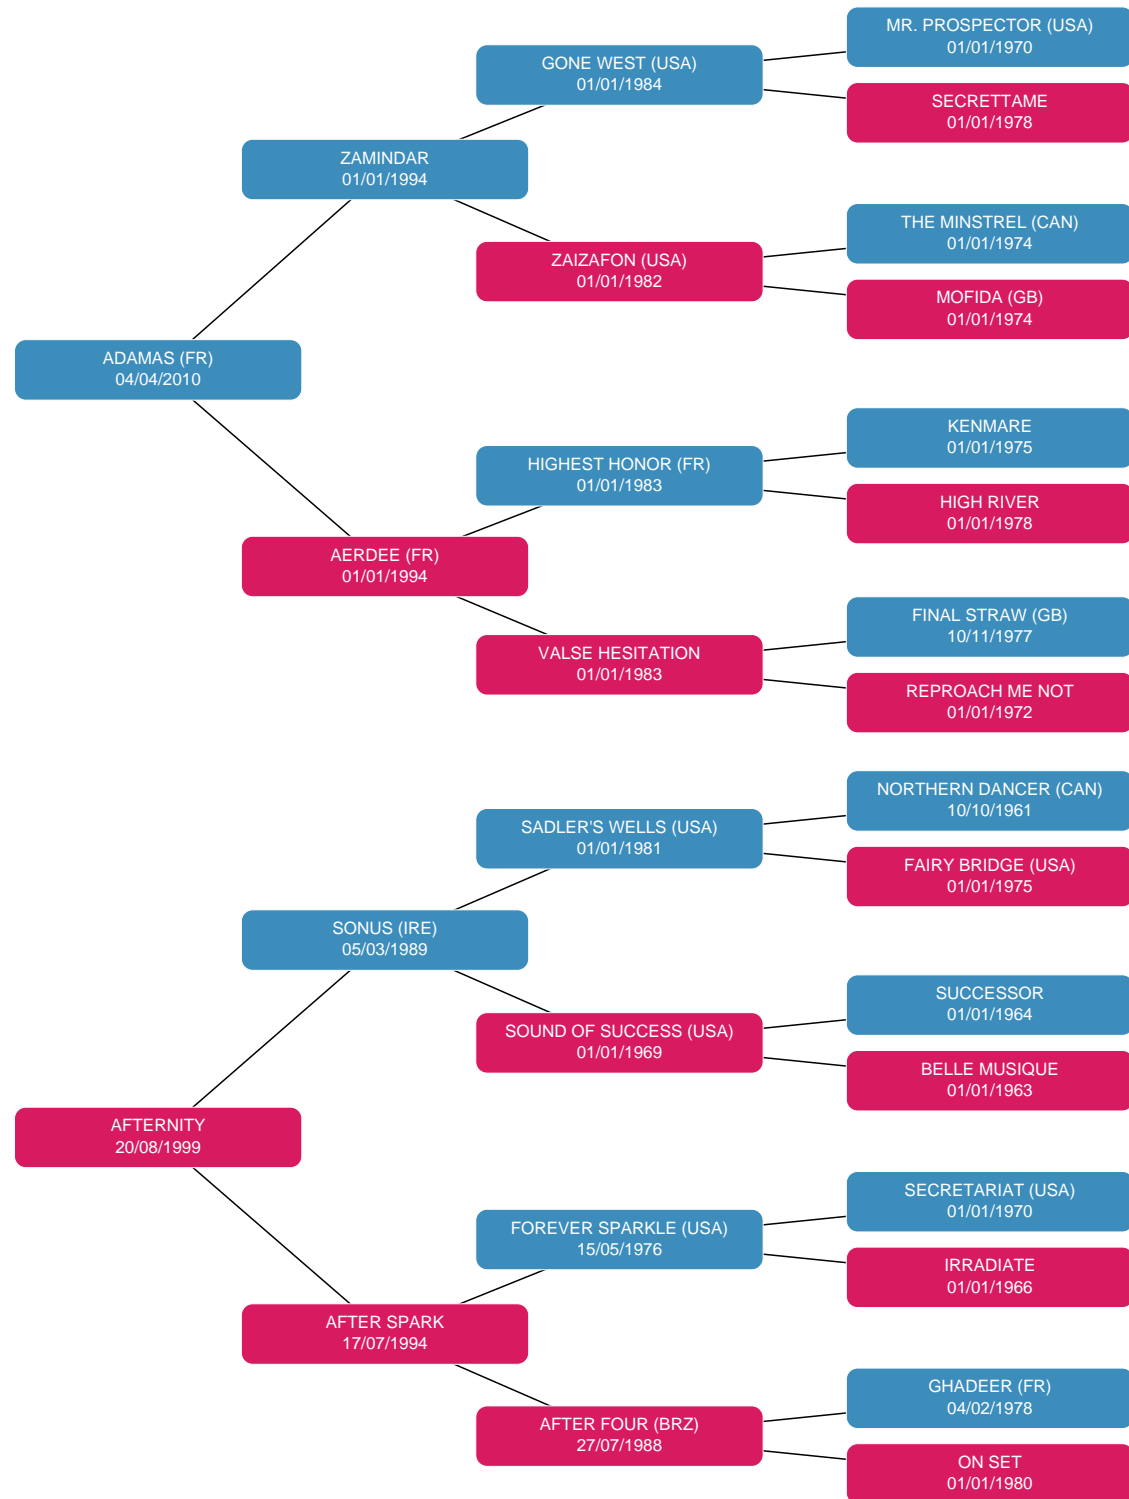 MR. PROSPECTOR (USA)
01/01/1970
GONE WEST (USA)
01/01/1984
SECRETTAME
01/01/1978
ZAMINDAR
01/01/1994
THE MINSTREL (CAN)
01/01/1974
ZAIZAFON (USA)
01/01/1982
MOFIDA (GB)
01/01/1974
ADAMAS (FR)
04/04/2010
KENMARE
01/01/1975
HIGHEST HONOR (FR)
01/01/1983
HIGH RIVER
01/01/1978
AERDEE (FR)
01/01/1994
FINAL STRAW (GB)
10/11/1977
VALSE HESITATION
01/01/1983
REPROACH ME NOT
01/01/1972
NORTHERN DANCER (CAN)
10/10/1961
SADLER'S WELLS (USA)
01/01/1981
FAIRY BRIDGE (USA)
01/01/1975
SONUS (IRE)
05/03/1989
SUCCESSOR
01/01/1964
SOUND OF SUCCESS (USA)
01/01/1969
BELLE MUSIQUE
01/01/1963
AFTERNITY
20/08/1999
SECRETARIAT (USA)
01/01/1970
FOREVER SPARKLE (USA)
15/05/1976
IRRADIATE
01/01/1966
AFTER SPARK
17/07/1994
GHADEER (FR)
04/02/1978
AFTER FOUR (BRZ)
27/07/1988
ON SET
01/01/1980